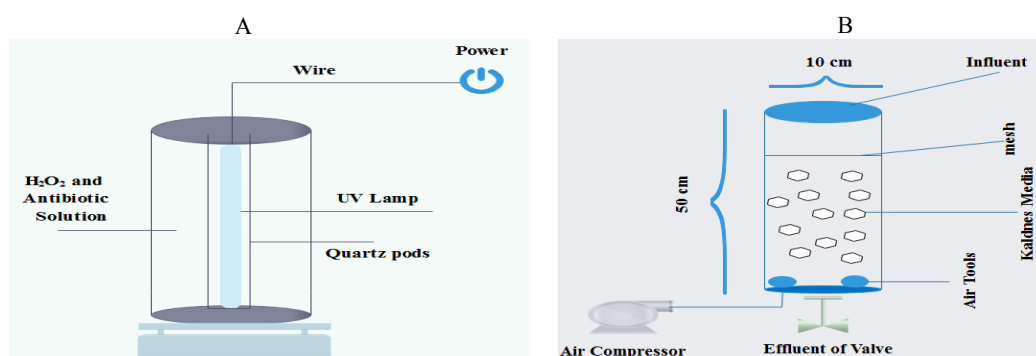 A
Power
Wire
H₂O₂ and
Antibiotic
Solution
UV Lamp
Quartz pods
B
10 cm
Influent
mesh
50 cm
Kaldnes Media
Air Tools
Air Compressor
Effluent of Valve